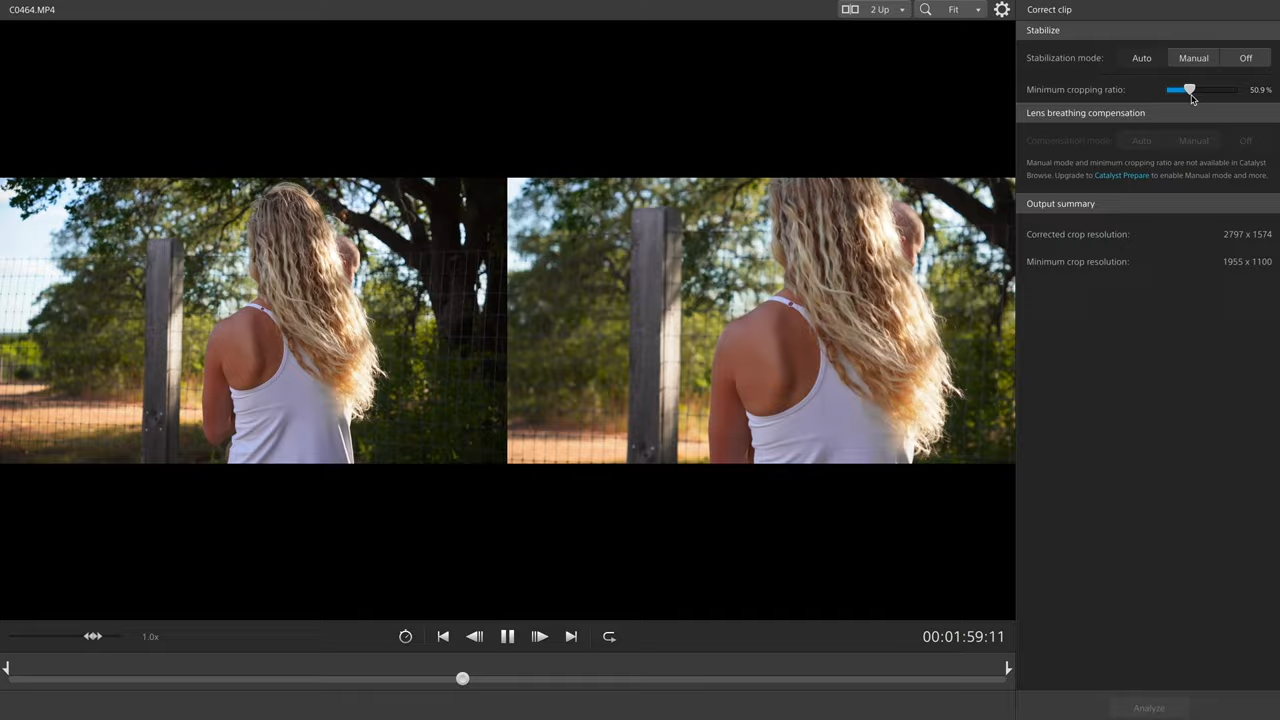 C0464.MP4
2 Up
Fit
Correct clip
Stabilize
Stabilization mode:
Auto
Manual
Off
Minimum cropping ratio:
50.9 %
Lens breathing compensation
Compensation mode:
Auto
Manual
Off
Manual mode and minimum cropping ratio are not available in Catalyst
Browse. Upgrade to Catalyst Prepare to enable Manual mode and more.
Output summary
Corrected crop resolution:
2797 x 1574
Minimum crop resolution:
1955 x 1100
1.0x
00:01:59:11
Analyze